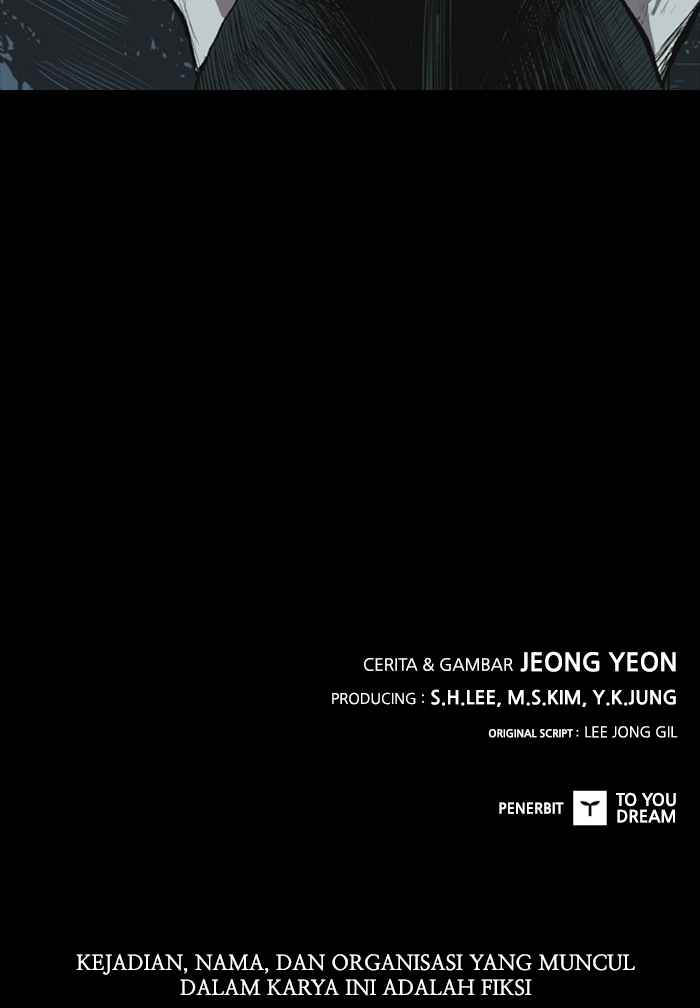 CERITA & GAMBAR JEONG YEON
PRODUCING : S.H.LEE, M.S.KIM, Y.K.JUNG
ORIGINAL SCRIPT : LEE JONG GIL
PENERBIT TO YOU
DREAM
KEJADIAN, NAMA, DAN ORGANISASI YANG MUNCUL
DALAM KARYA INI ADALAH FIKSI